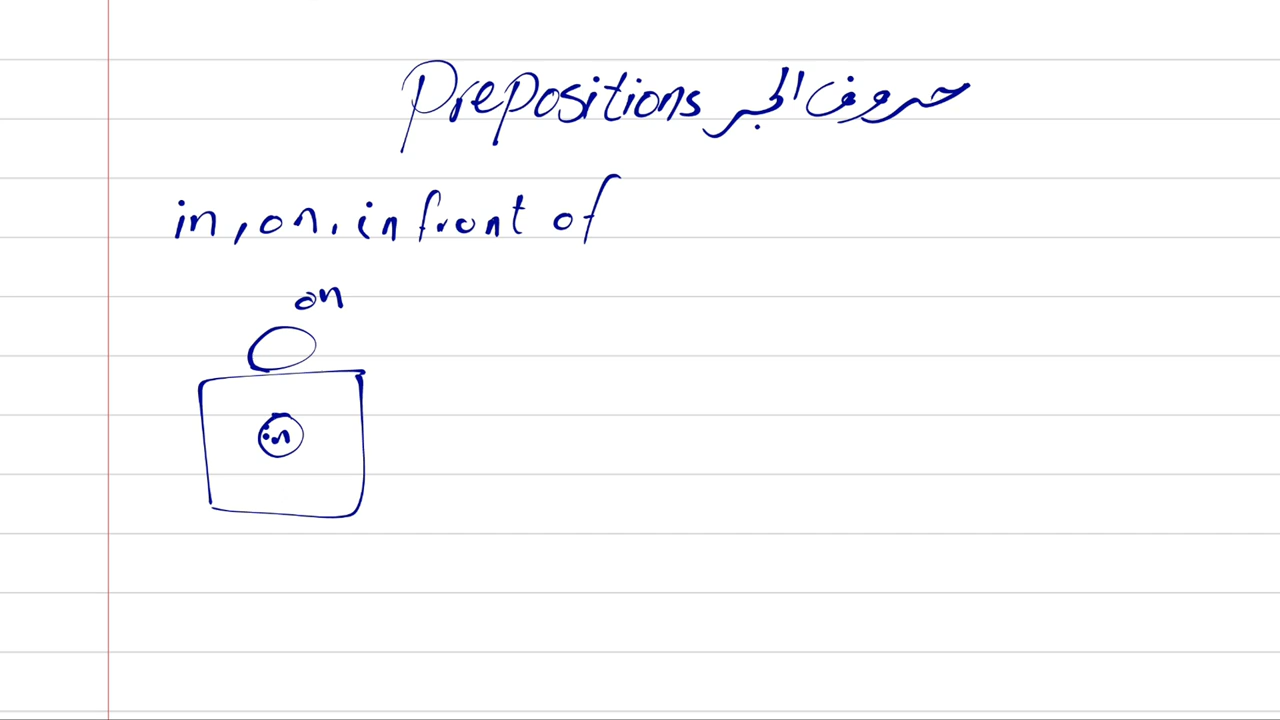 Prepositions حروف الجر
in, on, in front of
on
in